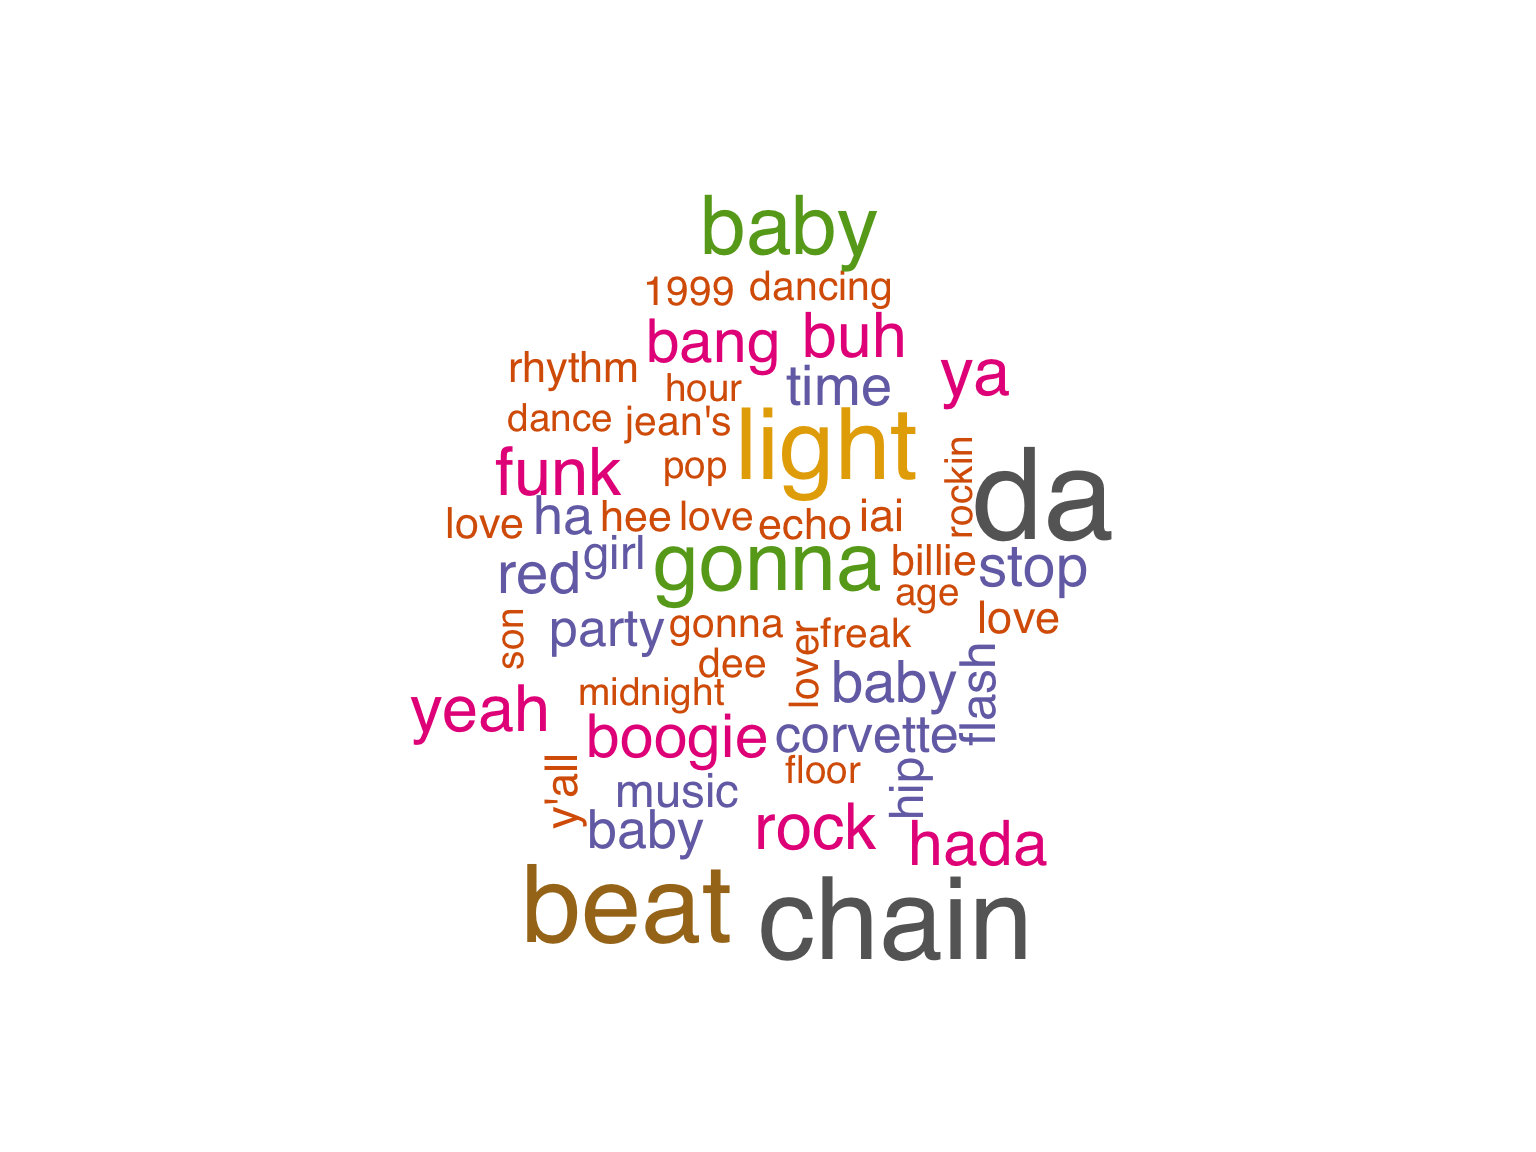 baby
1999 dancing
bang buh
rhythm hour time ya
dance jean's light
funk pop rockin da
love ha hee love echo iai
red girl gonna billie stop
age
son party gonna lover freak love
dee
yeah midnight baby flash
boogie corvette
y'all music floor hip
baby rock hada
beat chain